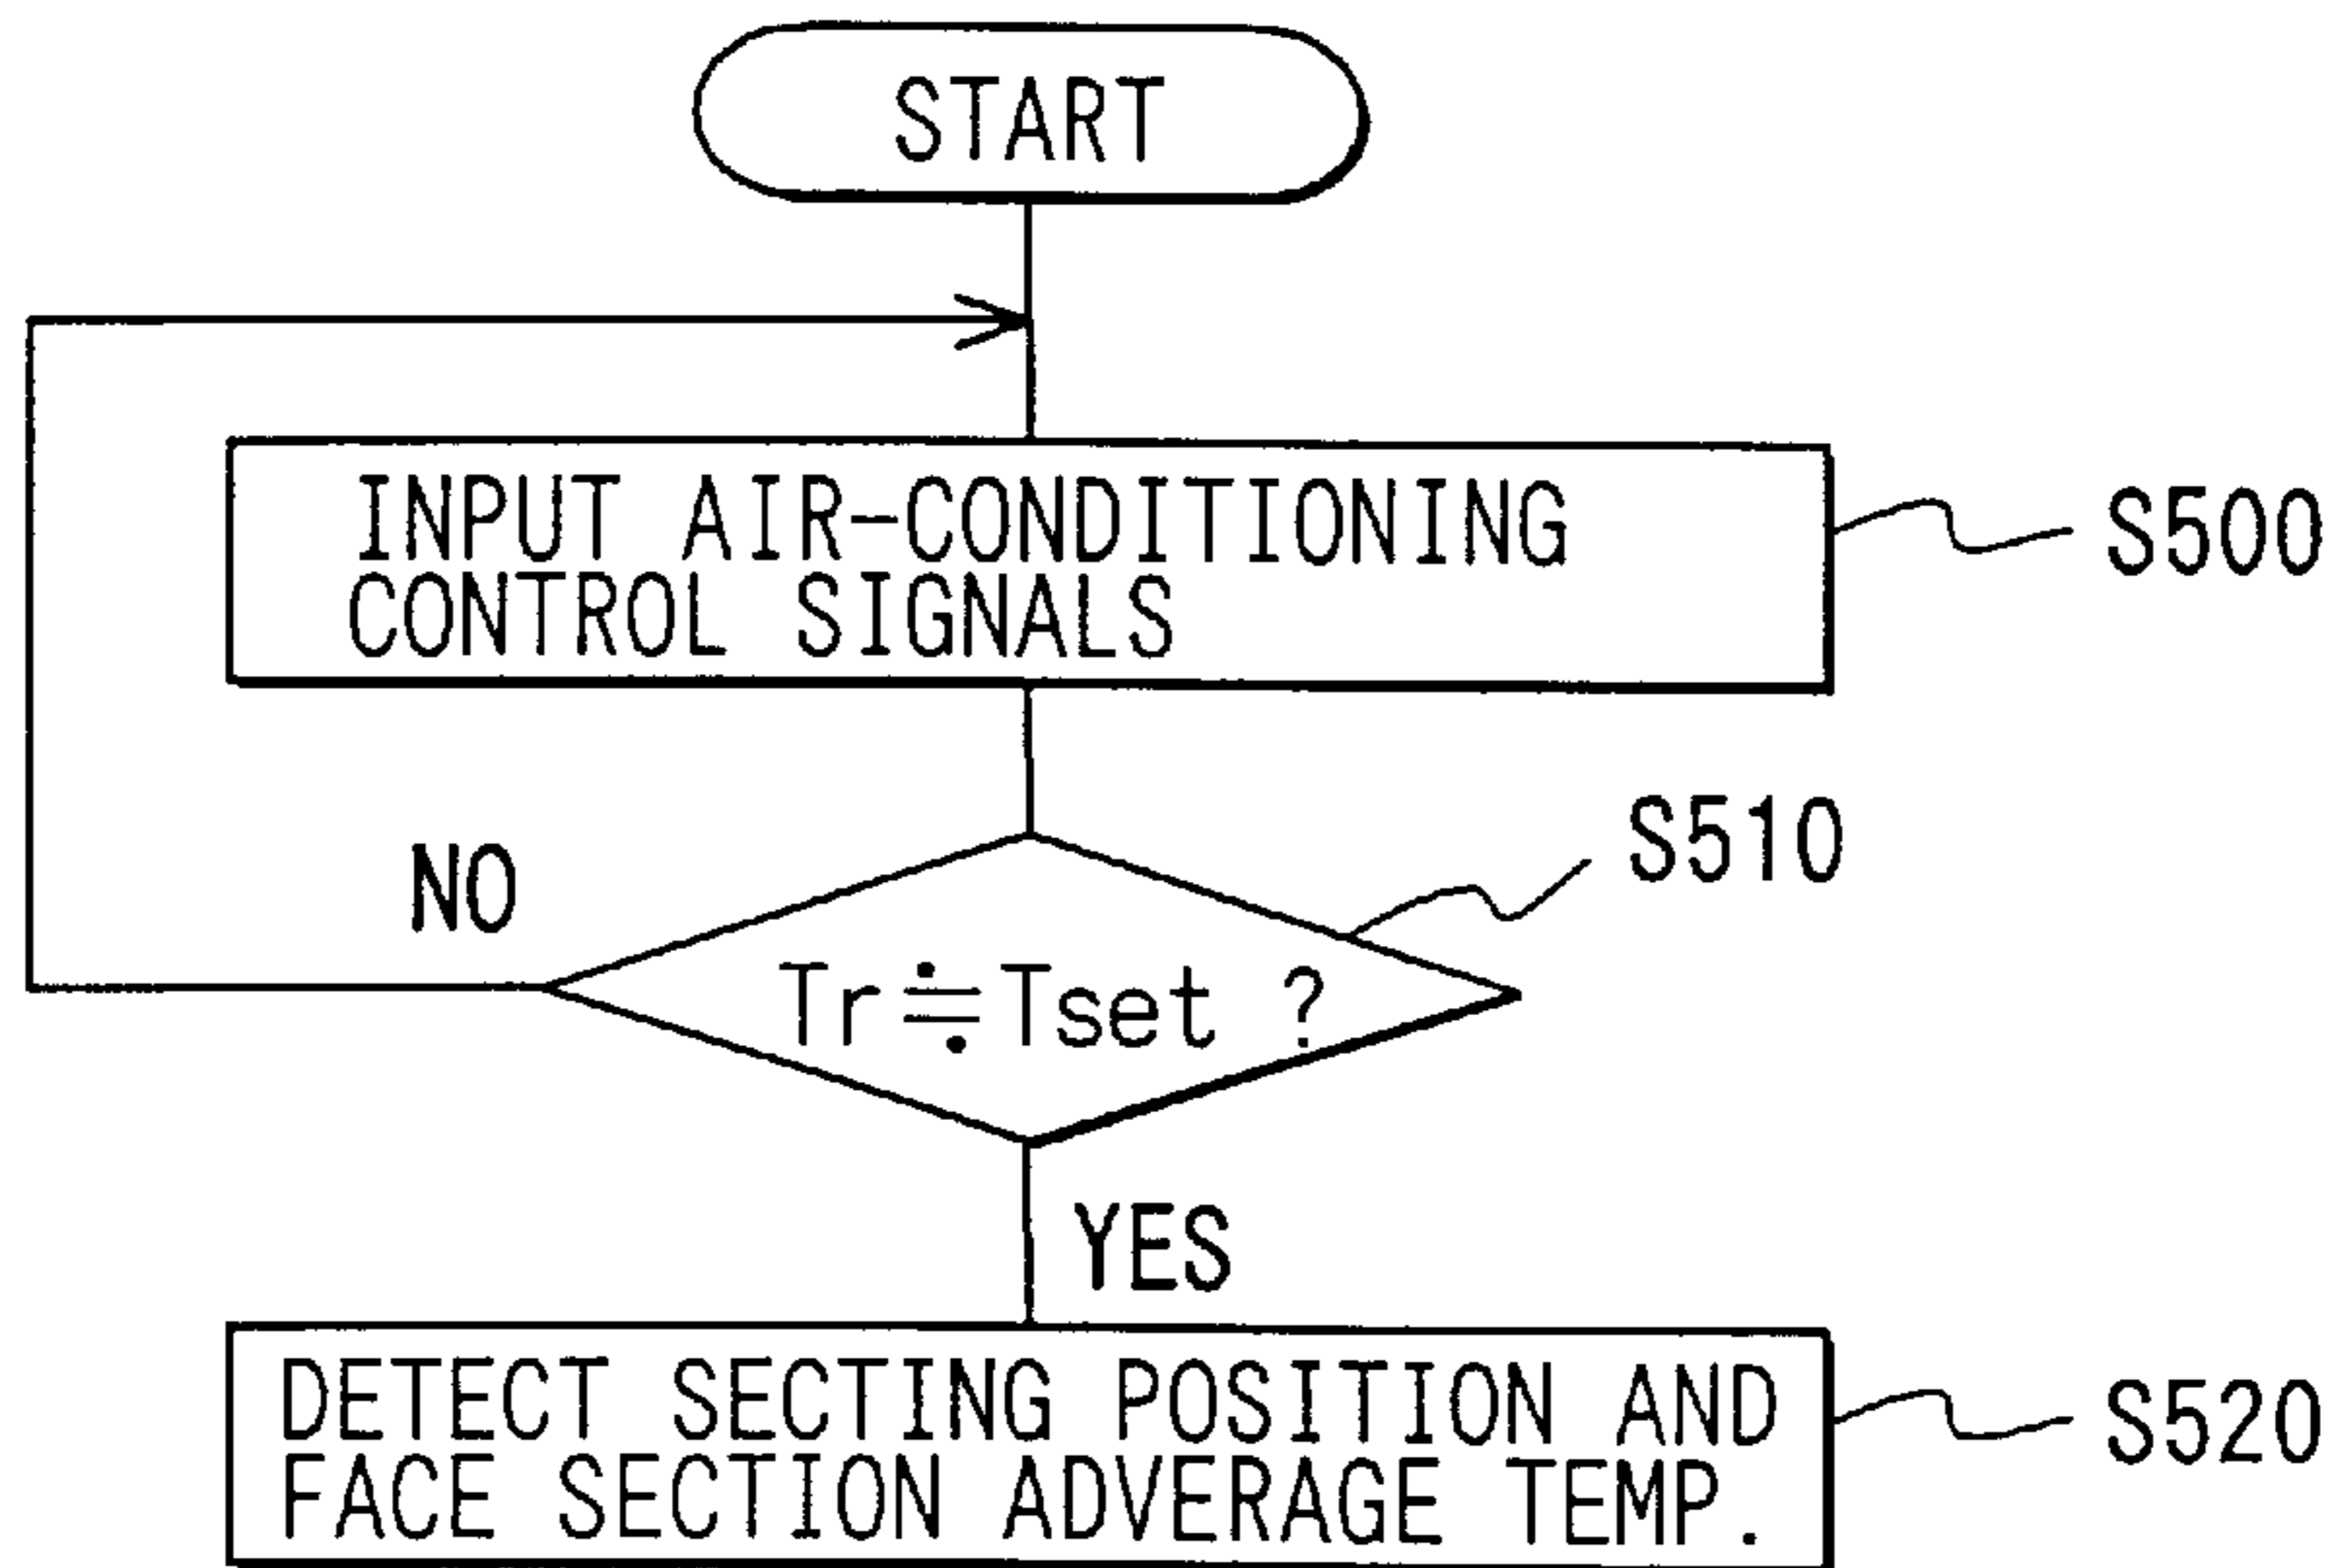 START
INPUT AIR-CONDITIONING
CONTROL SIGNALS
S500
S510
NO
Tr≒Tset ?
YES
DETECT SECTING POSITION AND
FACE SECTION ADVERAGE TEMP.
S520